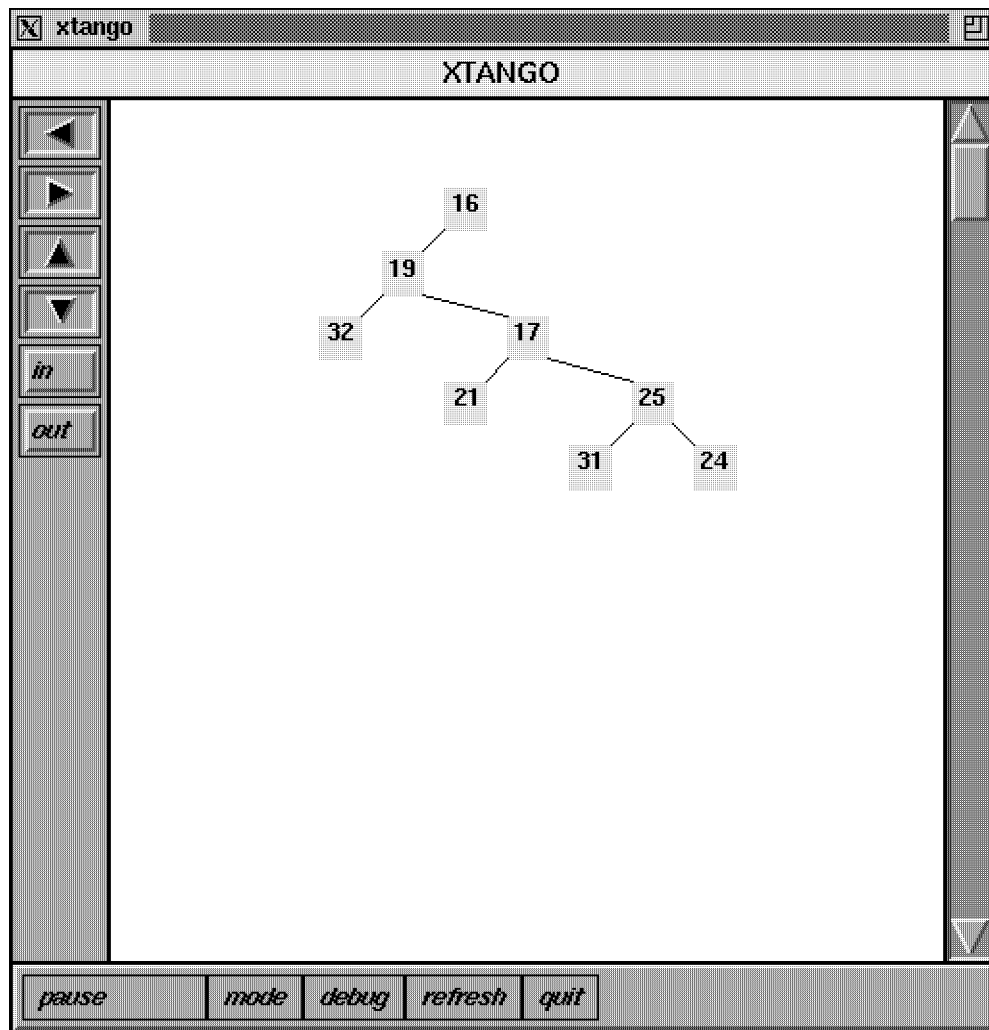 xtango
XTANGO
16
19
32 17
in
21 25
out
31 24
pause mode debug refresh quit